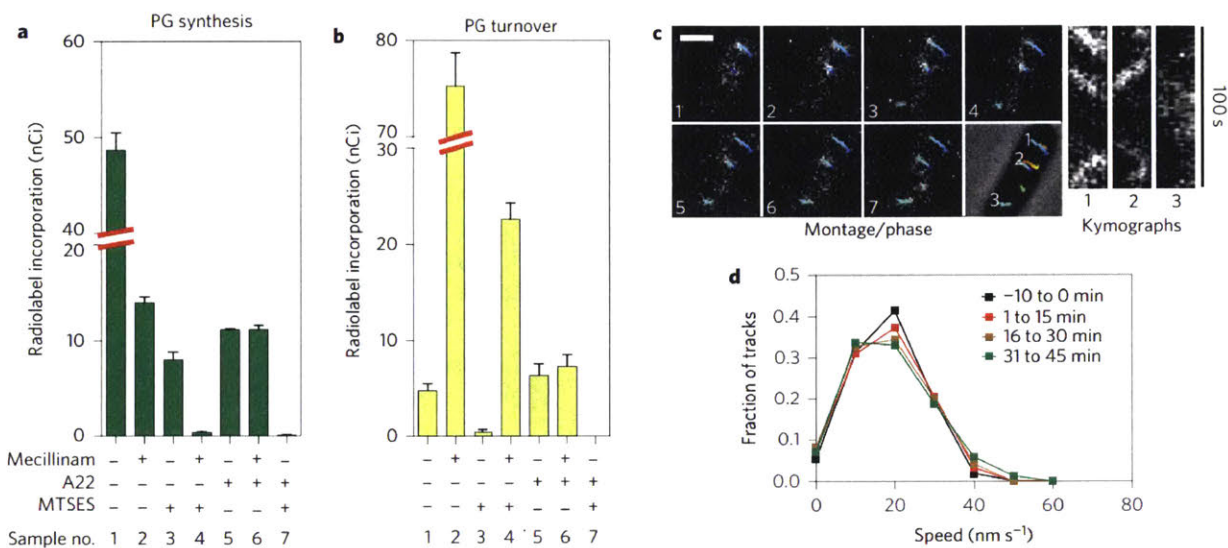 a
PG synthesis
60
50
40
20
10
0
Radiolabel incorporation (nCi)
b
PG turnover
80
70
30
20
10
0
Radiolabel incorporation (nCi)
Mecillinam – + – + – + + – + – + – + +
A22 – – – – + + + – – – – + + +
MTSES – – + + – – + – – + + – – +
Sample no. 1 2 3 4 5 6 7 1 2 3 4 5 6 7
c
1 2 3 4
5 6 7
1
2
3
Montage/phase
1 2 3
Kymographs
100 s
d
0.5
0.4
0.3
0.2
0.1
0.0
Fraction of tracks
−10 to 0 min
1 to 15 min
16 to 30 min
31 to 45 min
0 20 40 60 80
Speed (nm s⁻¹)